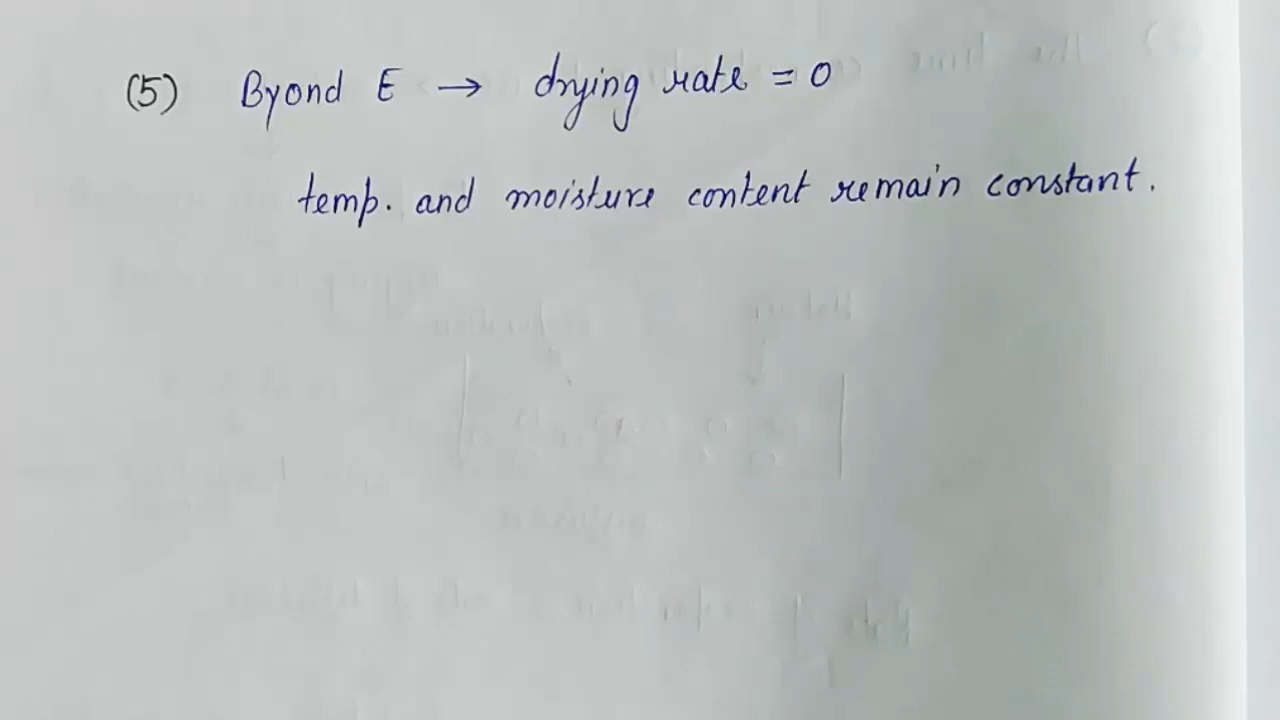 (5) Byond E → drying rate = 0
temp. and moisture content remain constant.